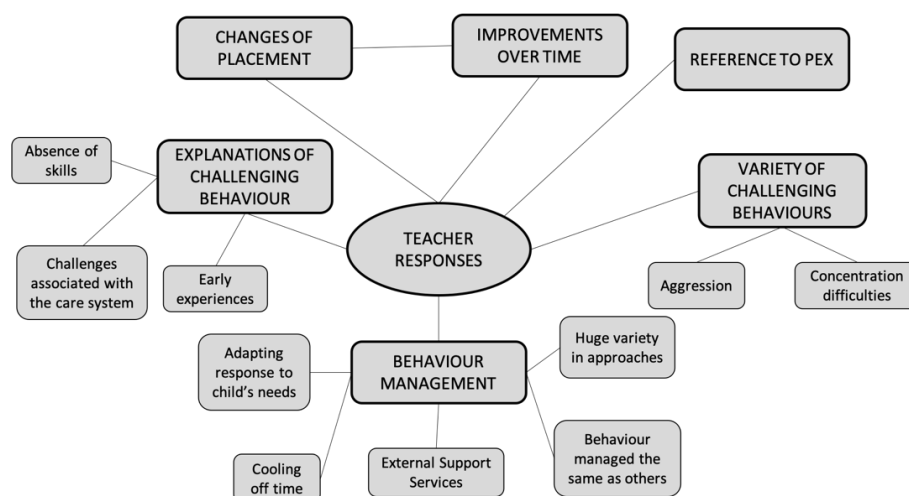 CHANGES OF
PLACEMENT
IMPROVEMENTS
OVER TIME
REFERENCE TO PEX
Absence of
skills
EXPLANATIONS OF
CHALLENGING
BEHAVIOUR
VARIETY OF
CHALLENGING
BEHAVIOURS
TEACHER
RESPONSES
Challenges
associated with
the care system
Early
experiences
Aggression
Concentration
difficulties
Adapting
response to
child's needs
BEHAVIOUR
MANAGEMENT
Huge variety
in approaches
Cooling
off time
External Support
Services
Behaviour
managed the
same as others